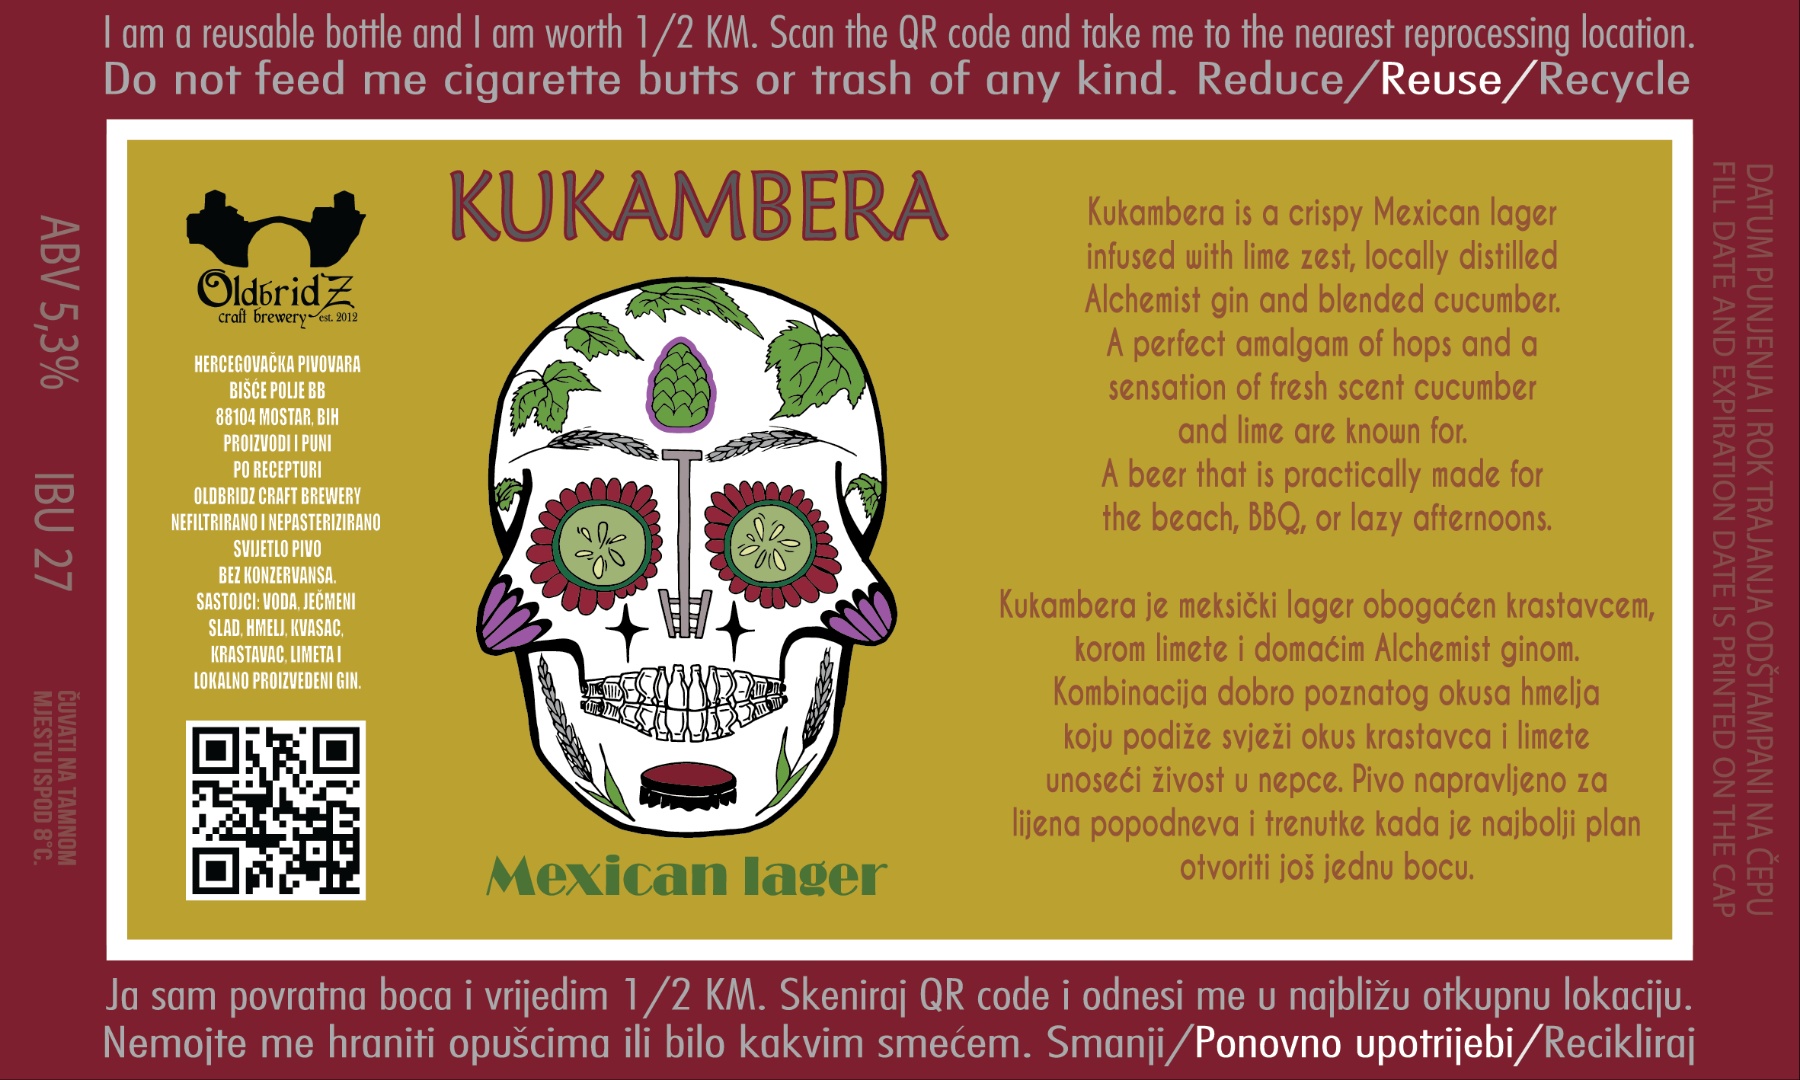 I am a reusable bottle and I am worth 1/2 KM. Scan the QR code and take me to the nearest reprocessing location.
Do not feed me cigarette butts or trash of any kind. Reduce/Reuse/Recycle
ABV 5,3%
IBU 27
ČUVATI NA TAMNOM
MJESTU ISPOD 8°C.
OldbridZ
craft brewery est. 2012
HERCEGOVAČKA PIVOVARA
BIŠĆE POLJE BB
88104 MOSTAR, BIH
PROIZVODI I PUNI
PO RECEPTURI
OLDBRIDZ CRAFT BREWERY
NEFILTRIRANO I NEPASTERIZIRANO
SVIJETLO PIVO
BEZ KONZERVANSA.
SASTOJCI: VODA, JEČMENI
SLAD, HMELJ, KVASAC,
KRASTAVAC, LIMETA I
LOKALNO PROIZVEDENI GIN.
KUKAMBERA
Mexican lager
Kukambera is a crispy Mexican lager
infused with lime zest, locally distilled
Alchemist gin and blended cucumber.
A perfect amalgam of hops and a
sensation of fresh scent cucumber
and lime are known for.
A beer that is practically made for
the beach, BBQ, or lazy afternoons.
Kukambera je meksički lager obogaćen krastavcem,
korom limete i domaćim Alchemist ginom.
Kombinacija dobro poznatog okusa hmelja
koju podiže svježi okus krastavca i limete
unoseći živost u nepce. Pivo napravljeno za
lijena popodneva i trenutke kada je najbolji plan
otvoriti još jednu bocu.
DATUM PUNJENJA I ROK TRAJANJA ODŠTAMPANI NA ČEPU
FILL DATE AND EXPIRATION DATE IS PRINTED ON THE CAP
Ja sam povratna boca i vrijedim 1/2 KM. Skeniraj QR code i odnesi me u najbližu otkupnu lokaciju.
Nemojte me hraniti opušcima ili bilo kakvim smećem. Smanji/Ponovno upotrijebi/Recikliraj